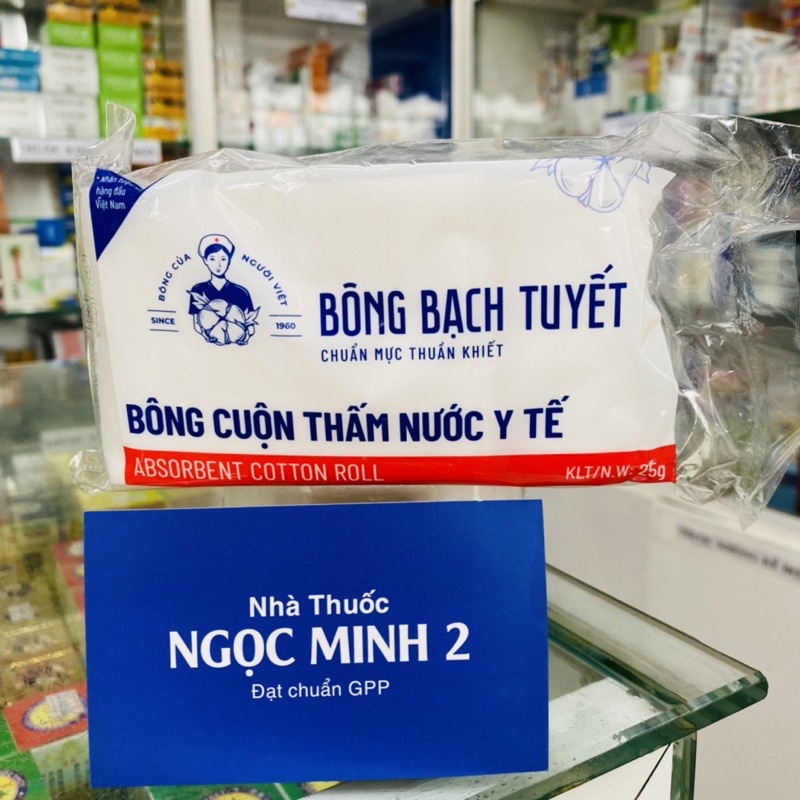 hàng đầu
Việt Nam
BÔNG CỦA NGƯỜI VIỆT
SINCE 1960
BÔNG BẠCH TUYẾT
CHUẨN MỰC THUẦN KHIẾT
BÔNG CUỘN THẤM NƯỚC Y TẾ
ABSORBENT COTTON ROLL KLT/N.W: 25g
Nhà Thuốc
NGỌC MINH 2
Đạt chuẩn GPP